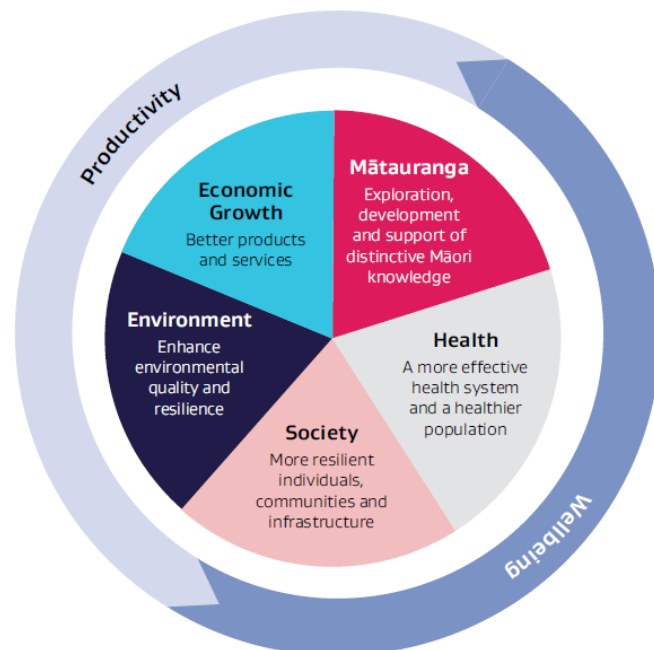 Productivity
Economic
Growth
Better products
and services
Mātauranga
Exploration,
development
and support of
distinctive Māori
knowledge
Environment
Enhance
environmental
quality and
resilience
Health
A more effective
health system
and a healthier
population
Society
More resilient
individuals,
communities and
infrastructure
Wellbeing